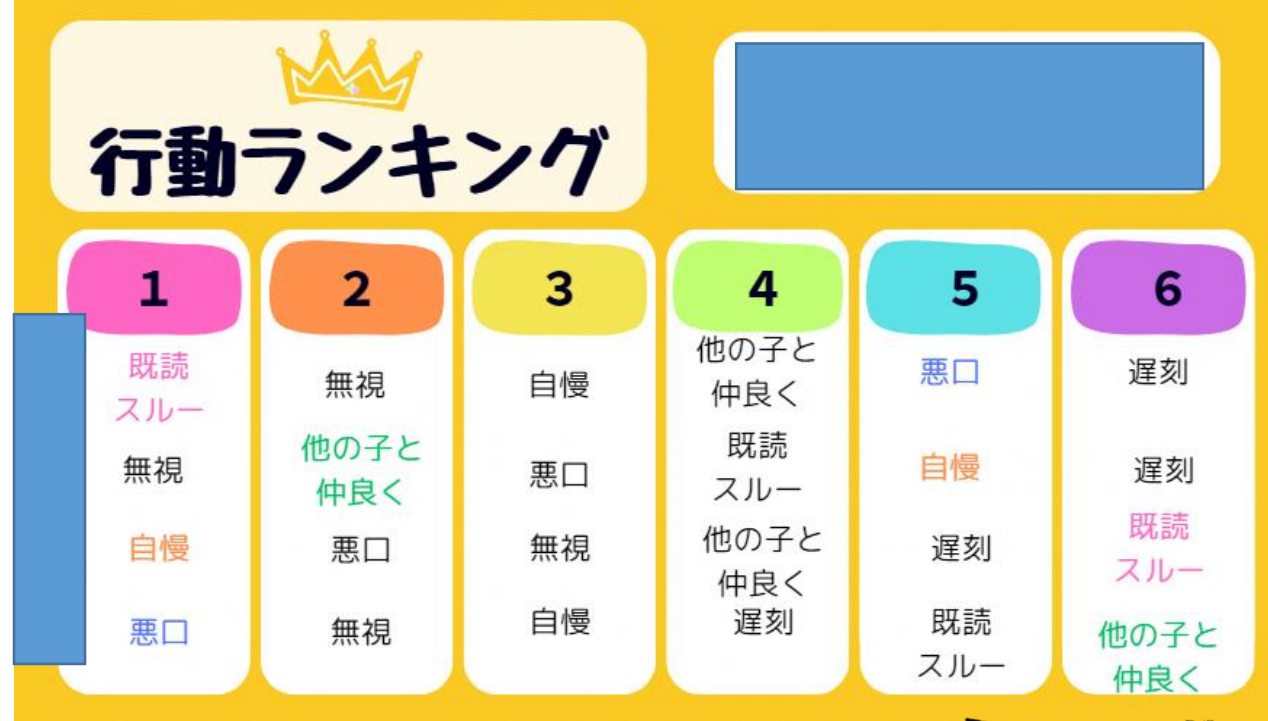 行動ランキング
1 2 3 4 5 6
既読
スルー
無視
自慢
他の子と
仲良く
悪口
遅刻
無視
他の子と
仲良く
悪口
既読
スルー
自慢
遅刻
自慢
悪口
無視
他の子と
仲良く
遅刻
既読
スルー
悪口
無視
自慢
遅刻
既読
スルー
他の子と
仲良く